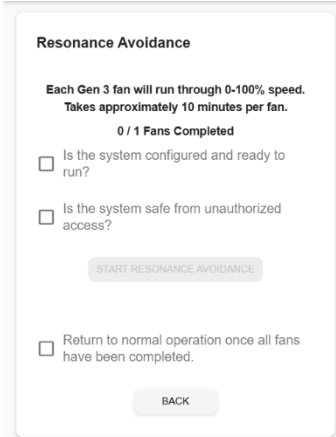 Resonance Avoidance
Each Gen 3 fan will run through 0-100% speed.
Takes approximately 10 minutes per fan.
0 / 1 Fans Completed
Is the system configured and ready to
run?
Is the system safe from unauthorized
access?
START RESONANCE AVOIDANCE
Return to normal operation once all fans
have been completed.
BACK